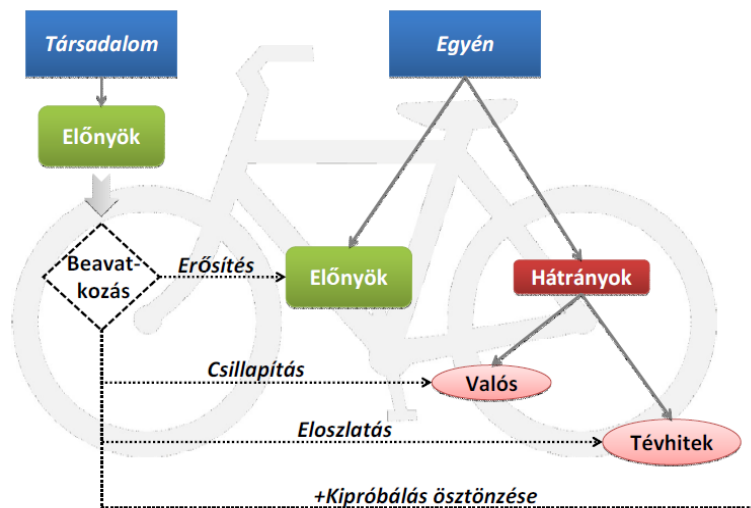 Társadalom
Egyén
Előnyök
Beavat-
kozás
Erősítés
Előnyök
Hátrányok
Csillapítás
Valós
Eloszlatás
Tévhitek
+Kipróbálás ösztönzése